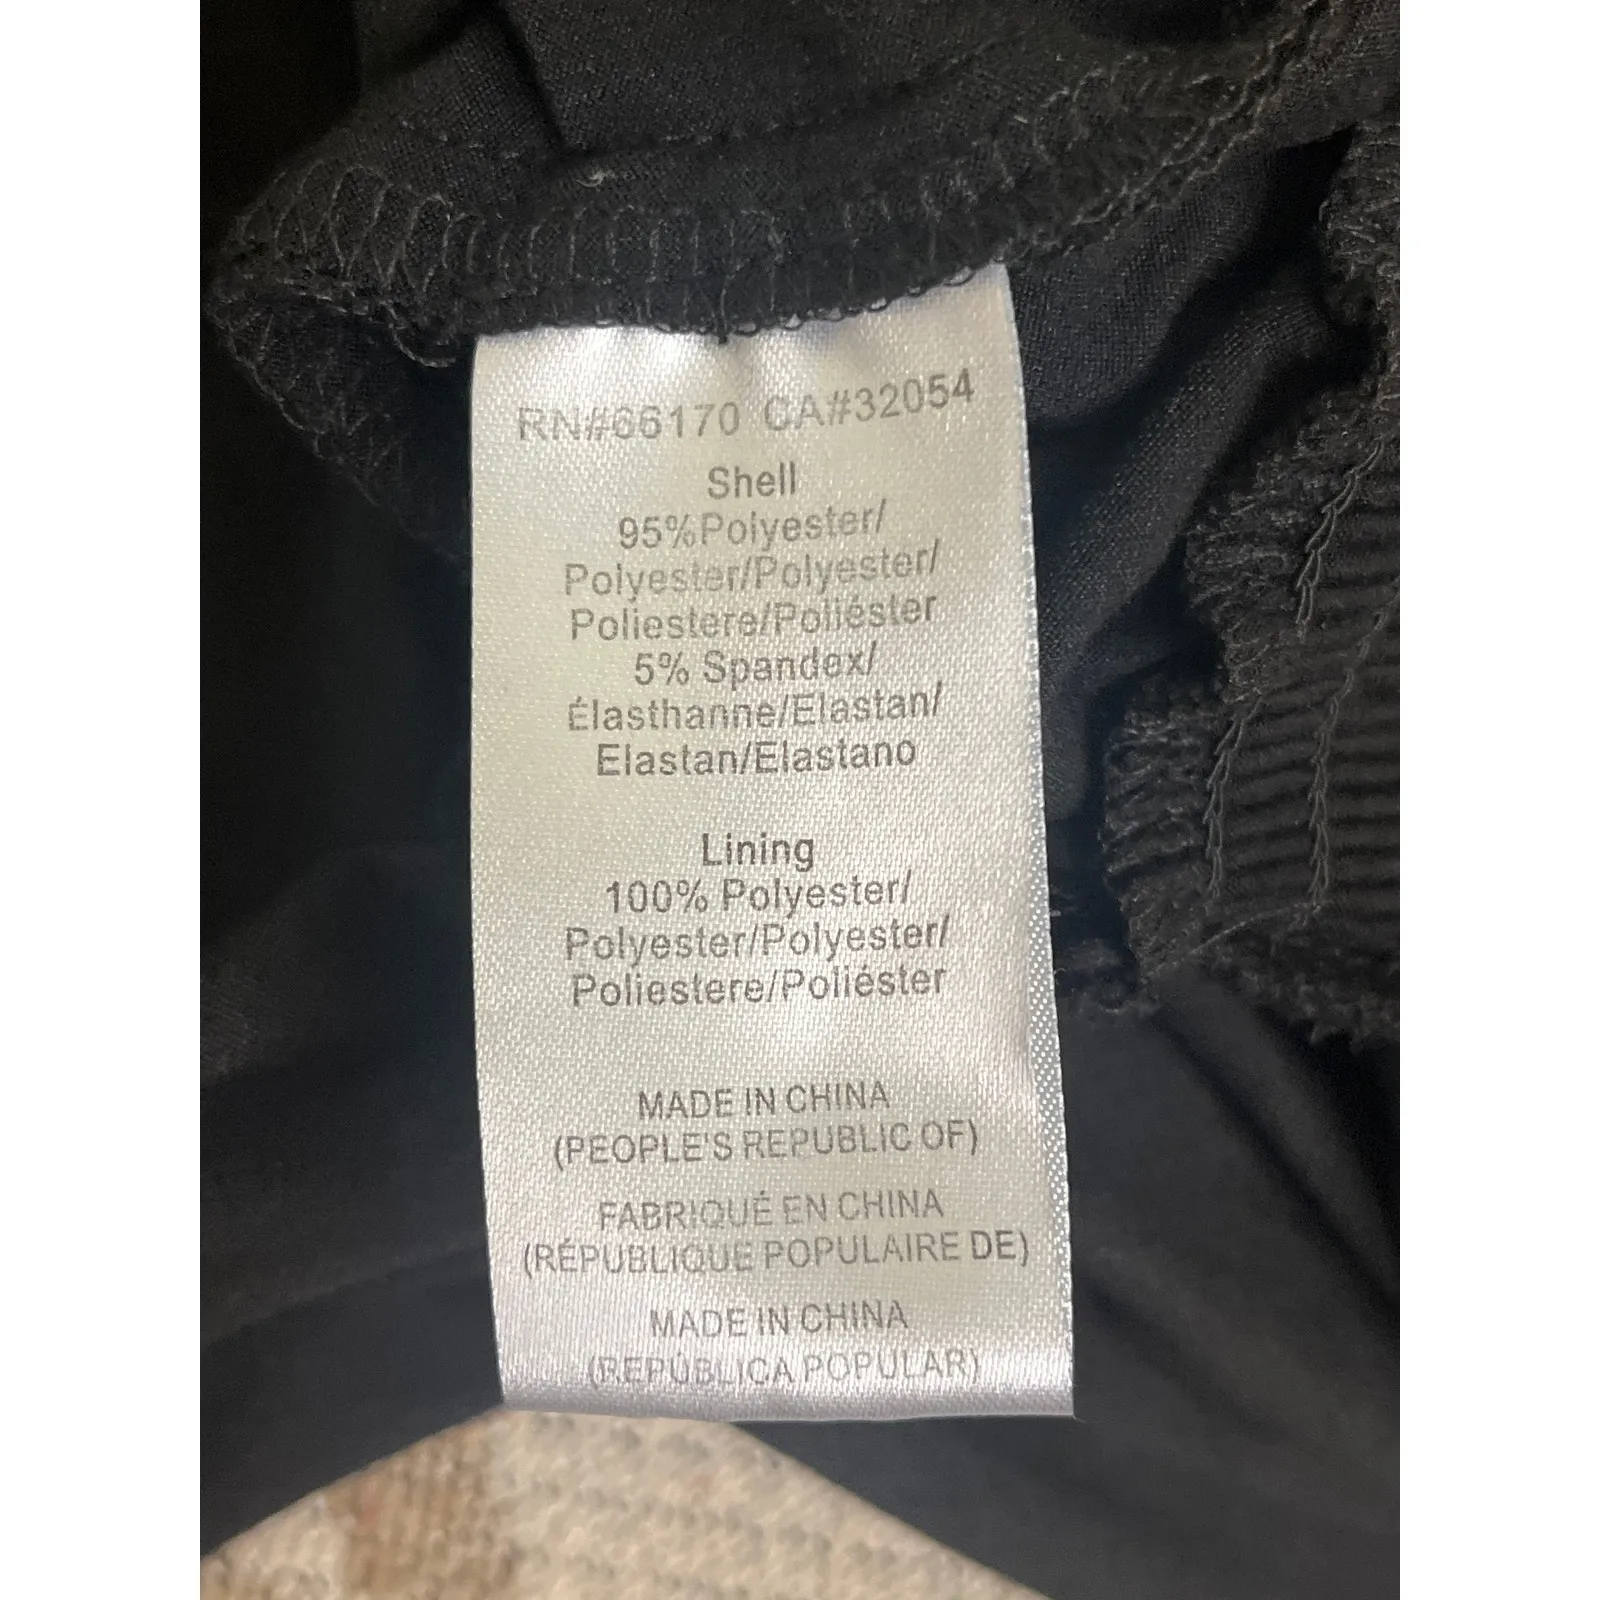 RN#66170 CA#32054
Shell
95%Polyester/
Polyester/Polyester/
Poliestere/Poliéster
5% Spandex/
Élasthanne/Elastan/
Elastan/Elastano
Lining
100% Polyester/
Polyester/Polyester/
Poliestere/Poliéster
MADE IN CHINA
(PEOPLE'S REPUBLIC OF)
FABRIQUÉ EN CHINA
(RÉPUBLIQUE POPULAIRE DE)
MADE IN CHINA
(REPÚBLICA POPULAR)